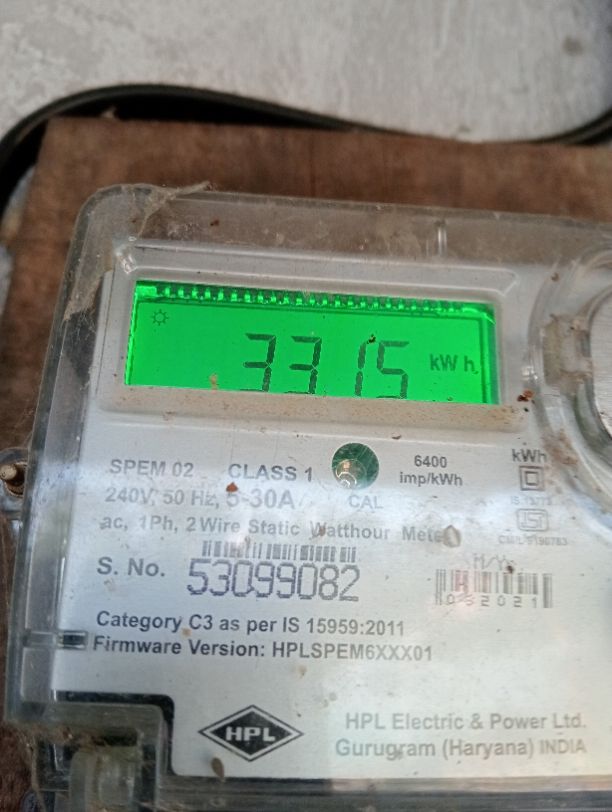 3315 kWh
SPEM 02 CLASS 1 6400 imp/kWh kWh
240V, 50 Hz, 5-30A CAL
ac, 1Ph, 2 Wire Static Watthour Meter
S. No. 53099082
M/Y.
032021
Category C3 as per IS 15959:2011
Firmware Version: HPLSPEM6XXX01
HPL
HPL Electric & Power Ltd.
Gurugram (Haryana) INDIA